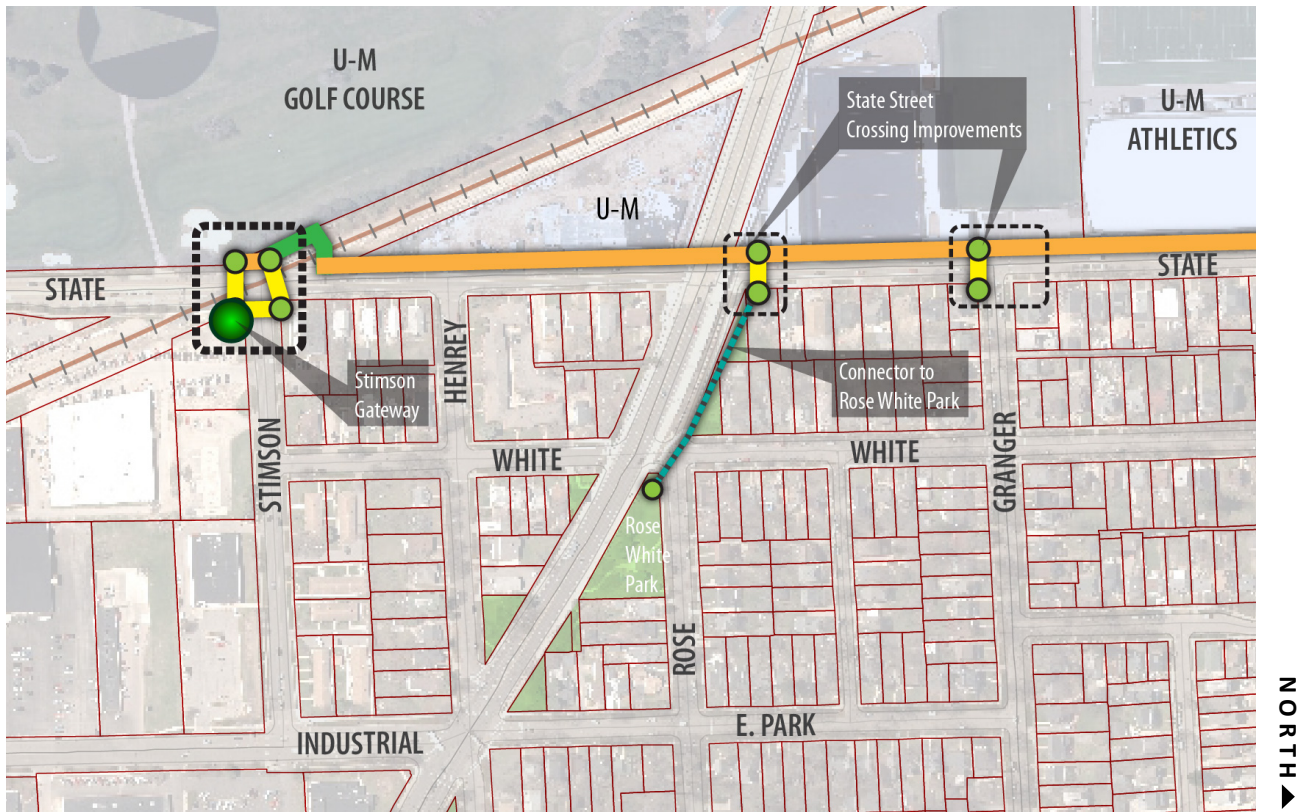 U-M
GOLF COURSE
State Street
Crossing Improvements
U-M
ATHLETICS
U-M
STATE
STATE
HENREY
Stimson
Gateway
Connector to
Rose White Park
STIMSON
WHITE
WHITE
GRANGER
Rose
White
Park
ROSE
E. PARK
INDUSTRIAL
NORTH